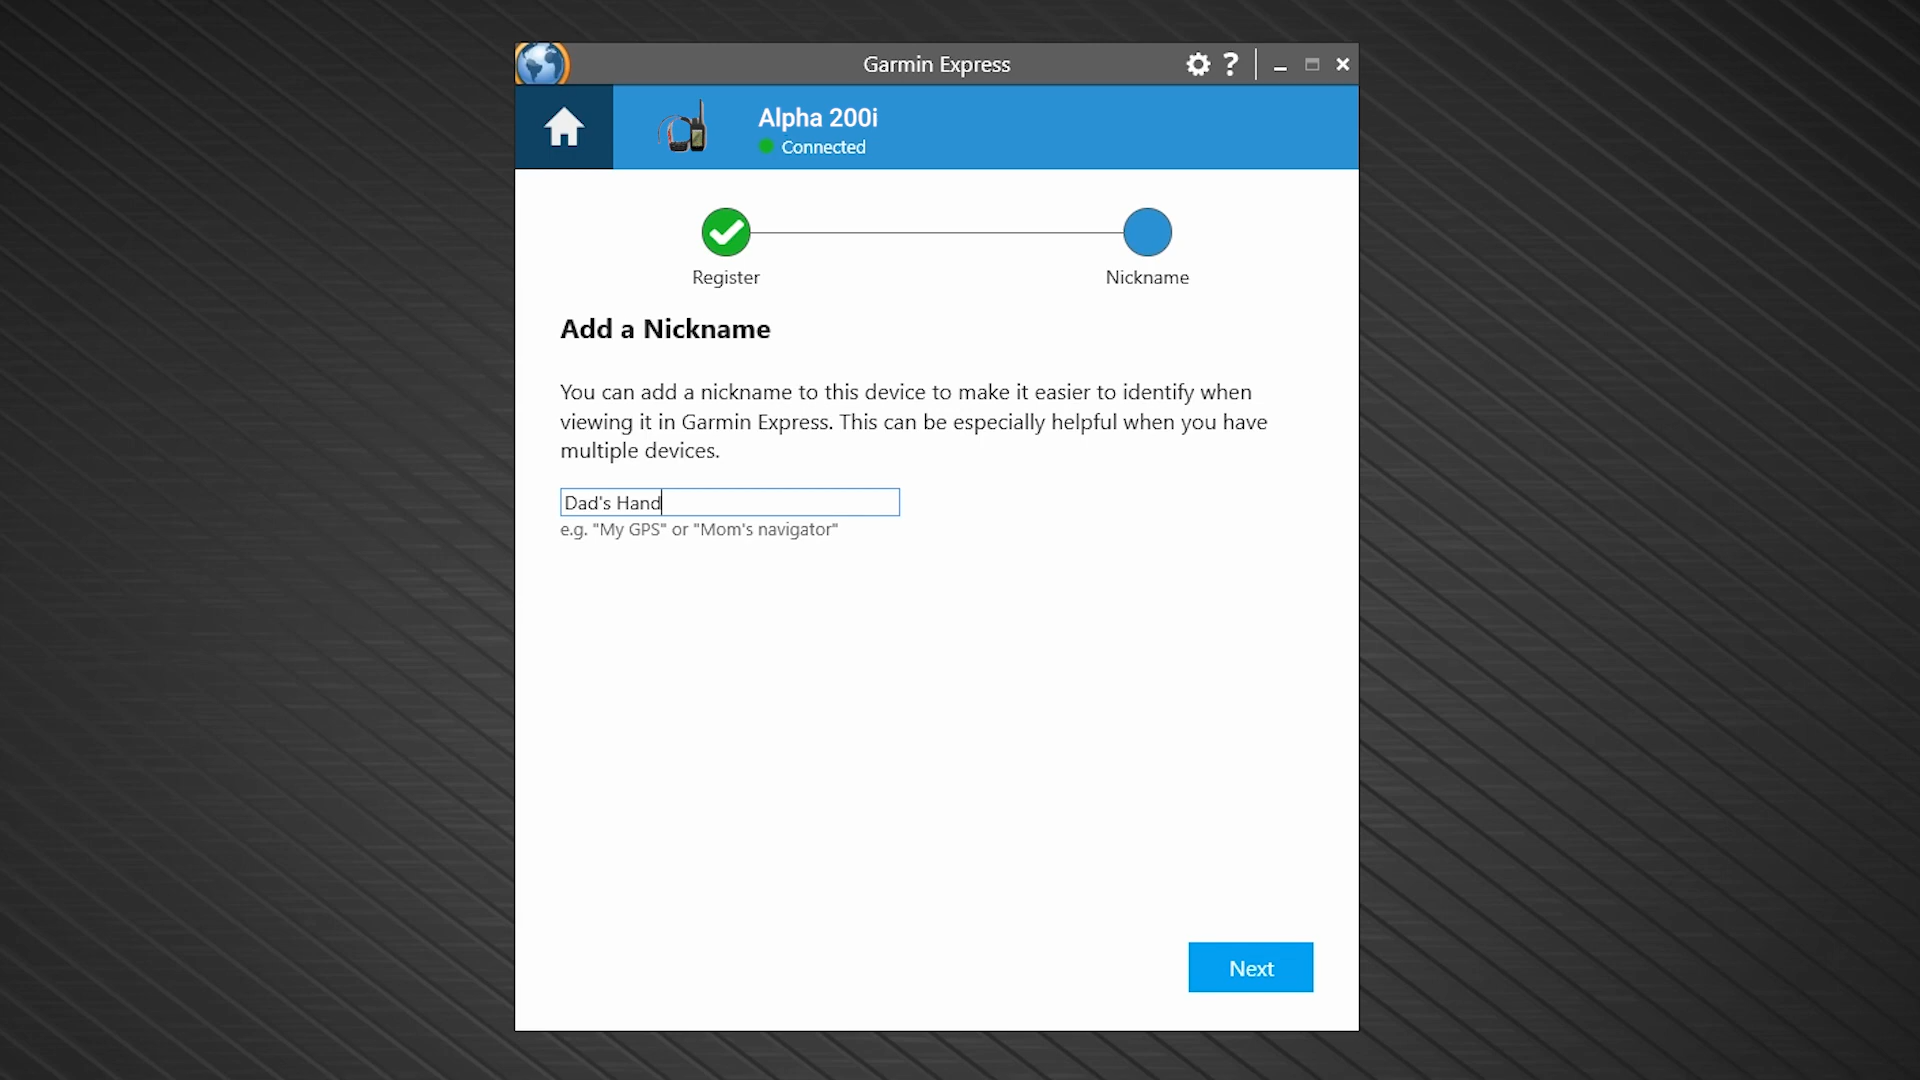 Garmin Express
?
Alpha 200i
Connected
Register
Nickname
Add a Nickname
You can add a nickname to this device to make it easier to identify when
viewing it in Garmin Express. This can be especially helpful when you have
multiple devices.
Dad's Hand
e.g. "My GPS" or "Mom's navigator"
Next